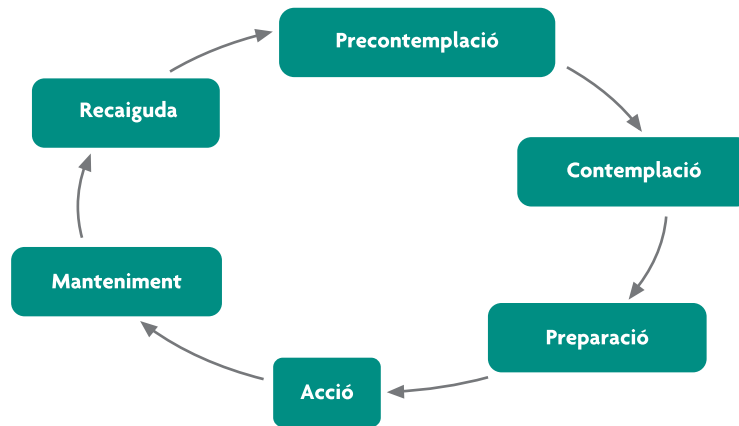 Precontemplació
Contemplació
Preparació
Acció
Manteniment
Recaiguda